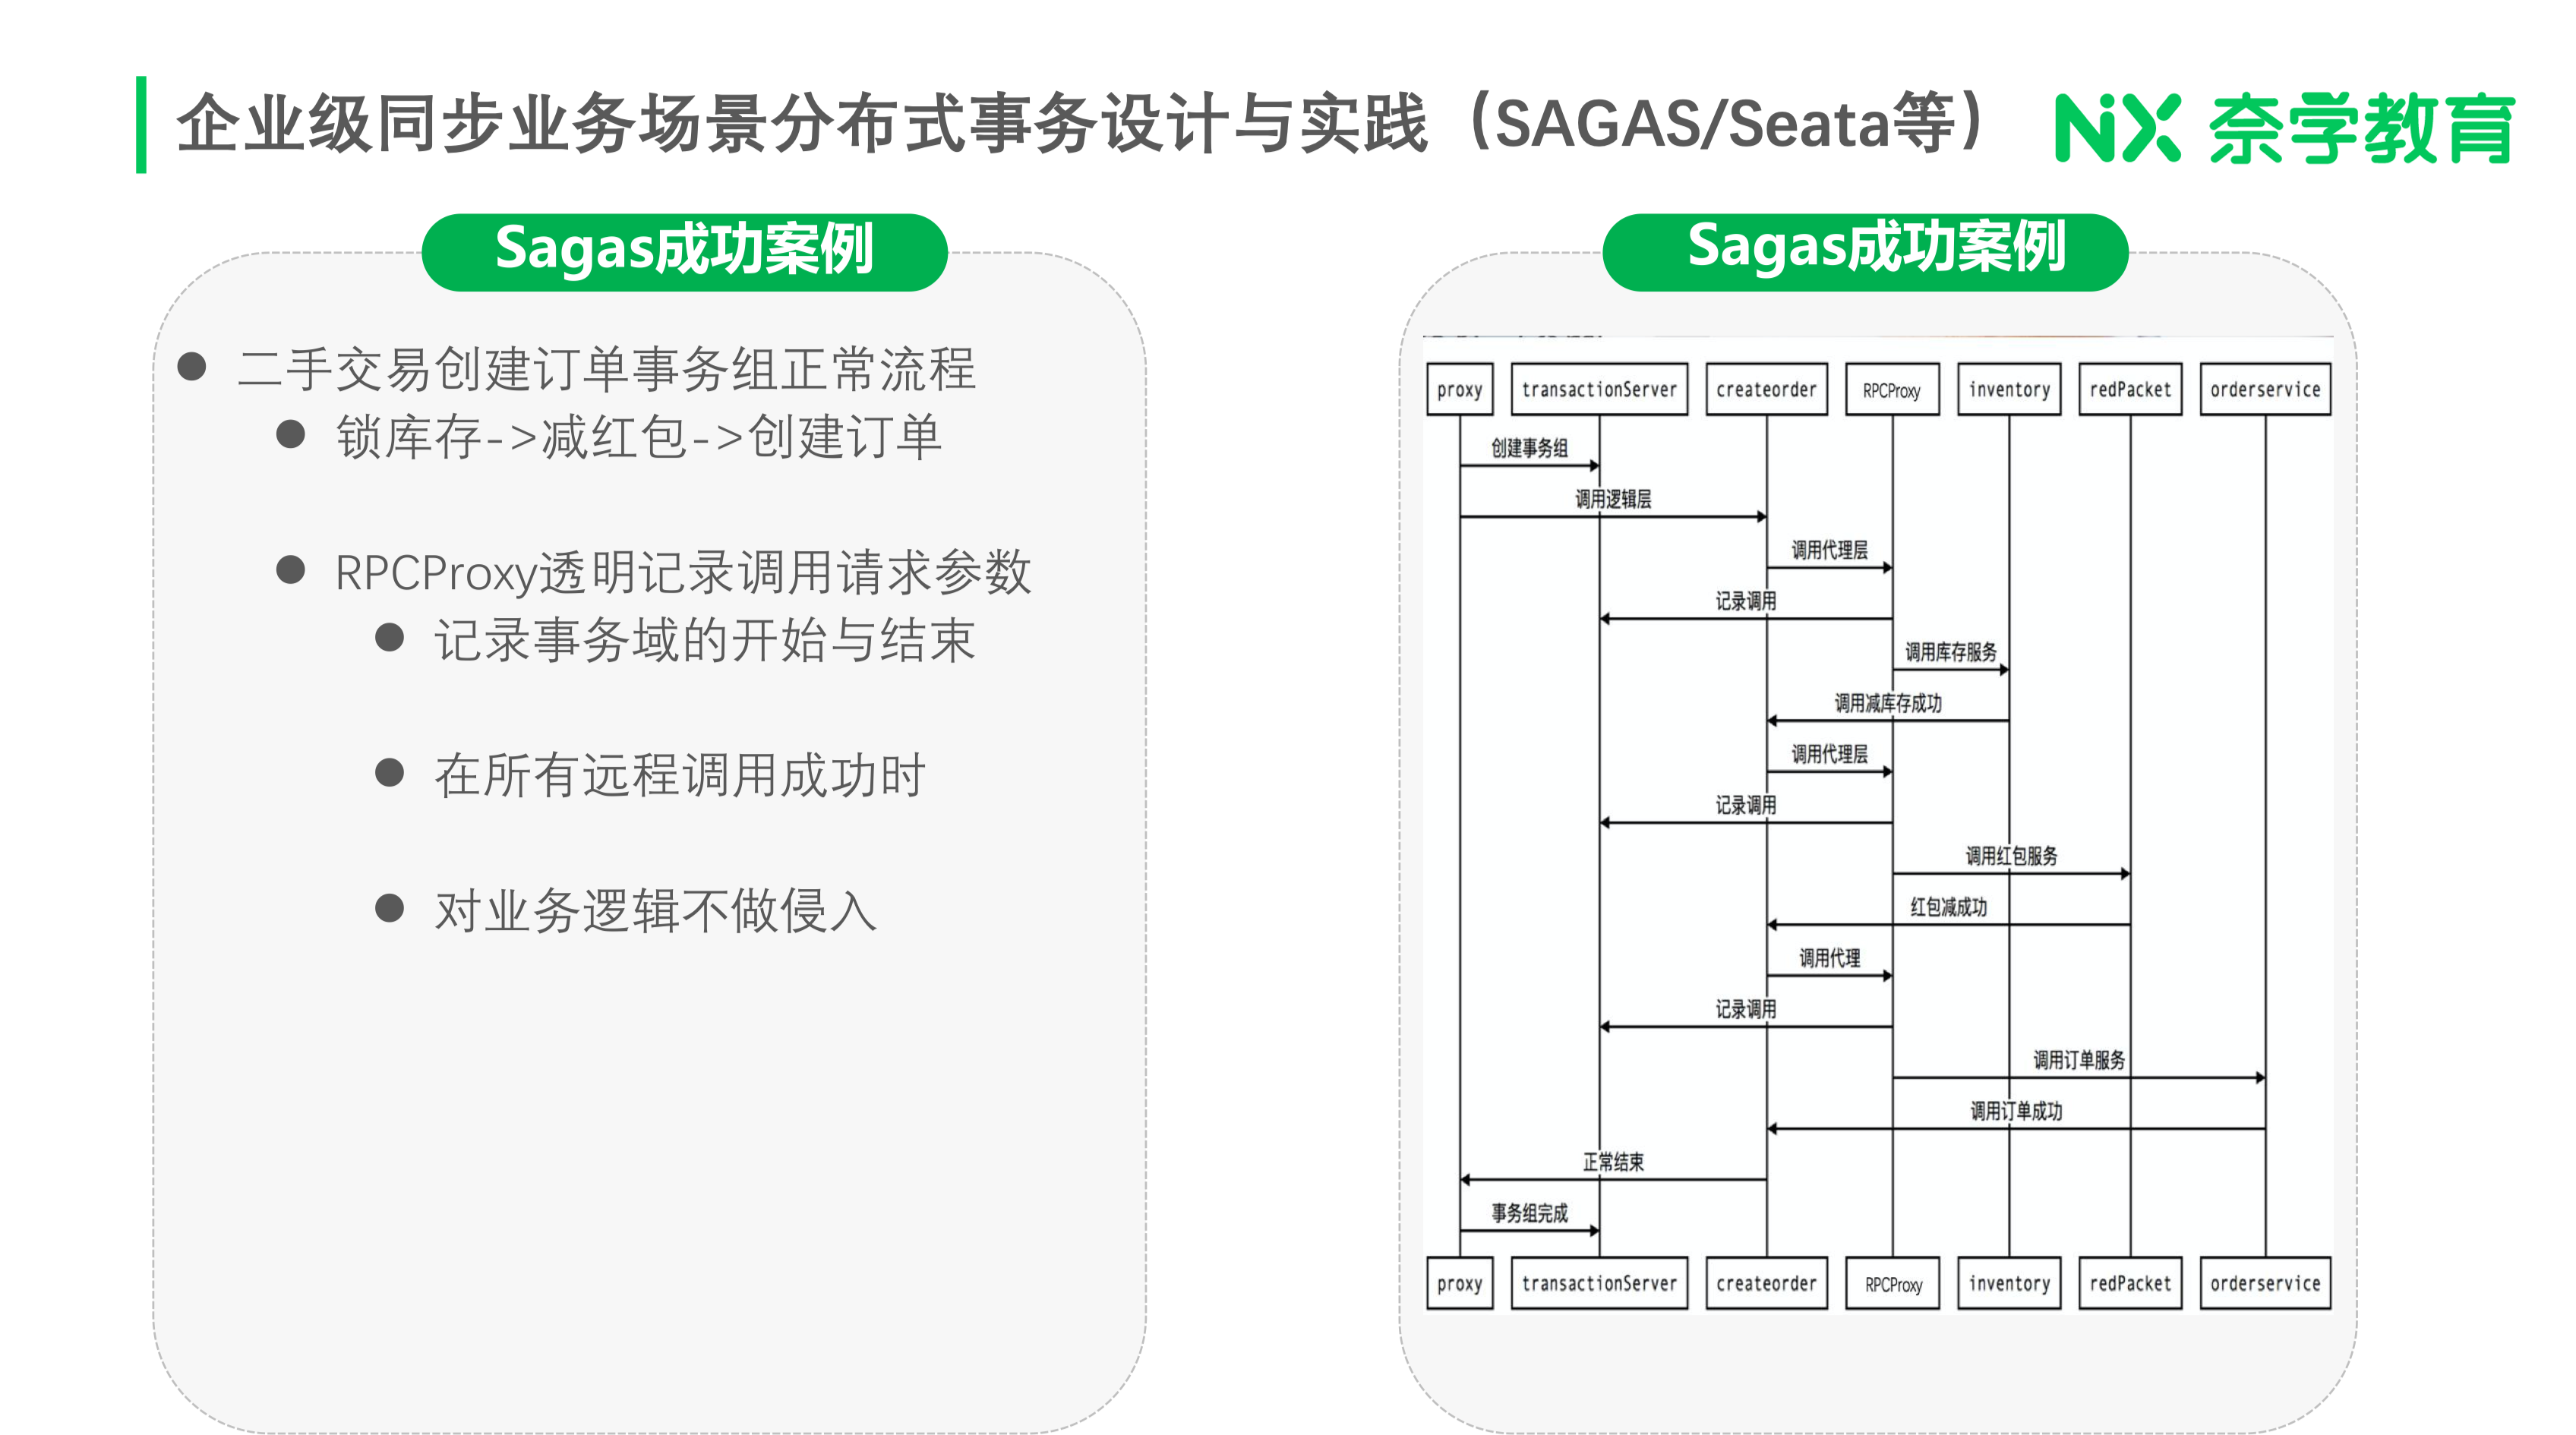 企业级同步业务场景分布式事务设计与实践（SAGAS/Seata等）
NX 奈学教育
Sagas成功案例
二手交易创建订单事务组正常流程
锁库存->减红包->创建订单
RPCProxy透明记录调用请求参数
记录事务域的开始与结束
在所有远程调用成功时
对业务逻辑不做侵入
Sagas成功案例
proxy transactionServer createorder RPCProxy inventory redPacket orderservice
创建事务组
调用逻辑层
调用代理层
记录调用
调用库存服务
调用减库存成功
调用代理层
记录调用
调用红包服务
红包减成功
调用代理
记录调用
调用订单服务
调用订单成功
正常结束
事务组完成
proxy transactionServer createorder RPCProxy inventory redPacket orderservice